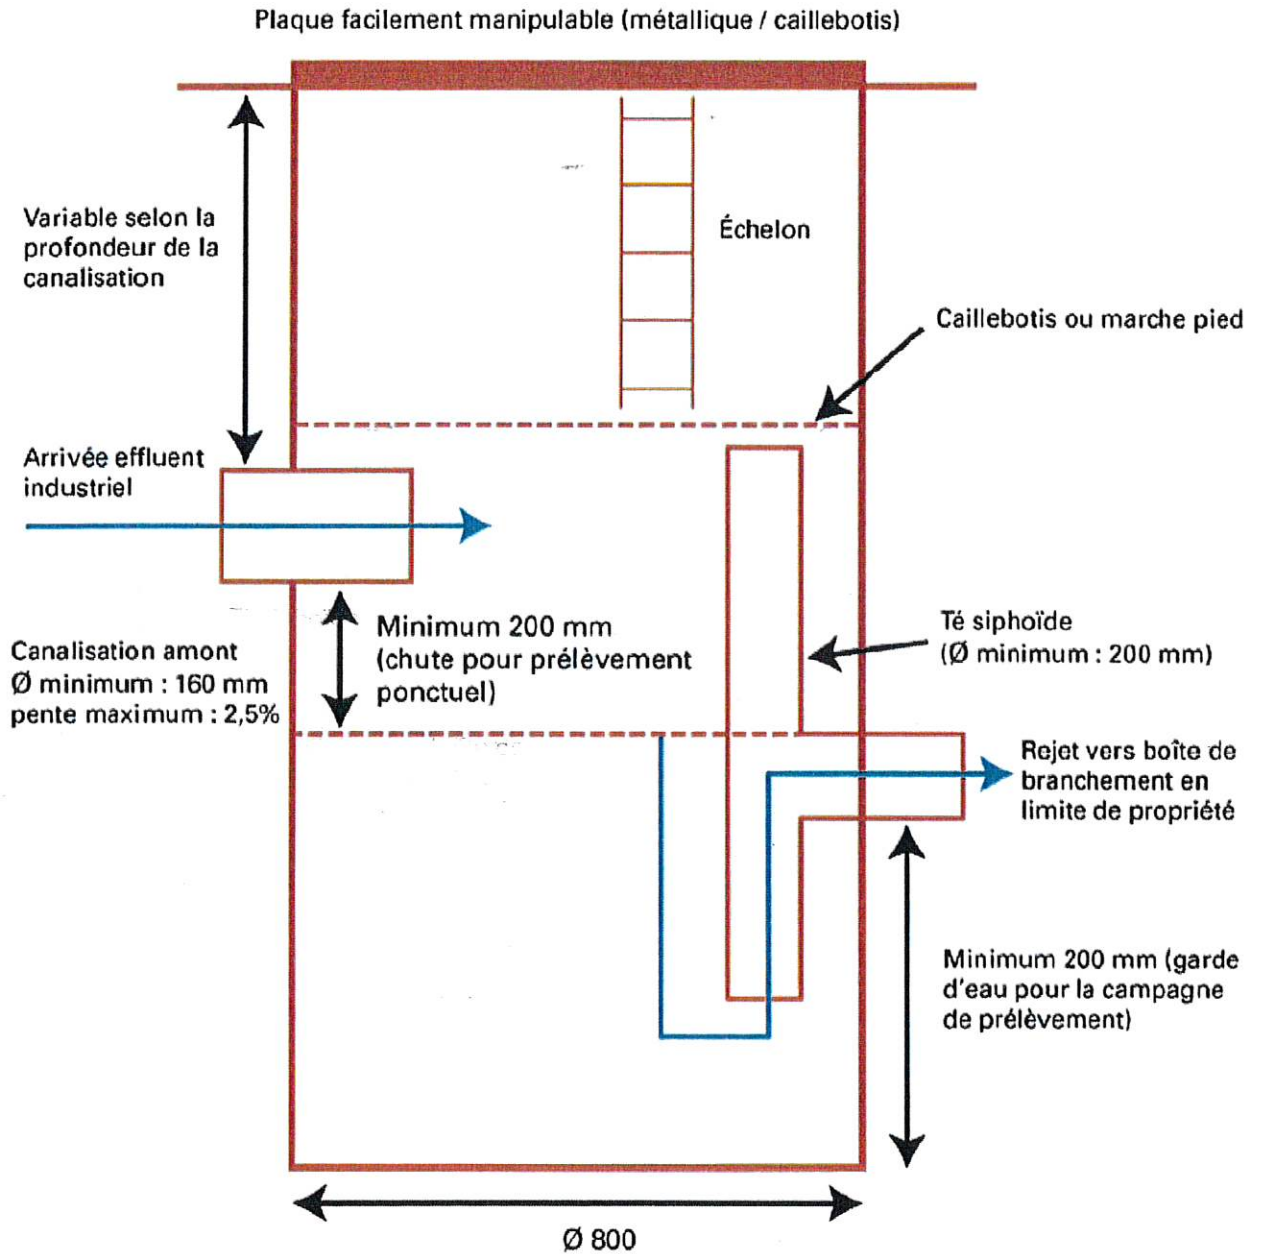 Plaque facilement manipulable (métallique / caillebotis)
Variable selon la
profondeur de la
canalisation
Échelon
Caillebotis ou marche pied
Arrivée effluent
industriel
Canalisation amont
Ø minimum : 160 mm
pente maximum : 2,5%
Minimum 200 mm
(chute pour prélèvement
ponctuel)
Té siphoïde
(Ø minimum : 200 mm)
Rejet vers boîte de
branchement en
limite de propriété
Minimum 200 mm (garde
d'eau pour la campagne
de prélèvement)
Ø 800